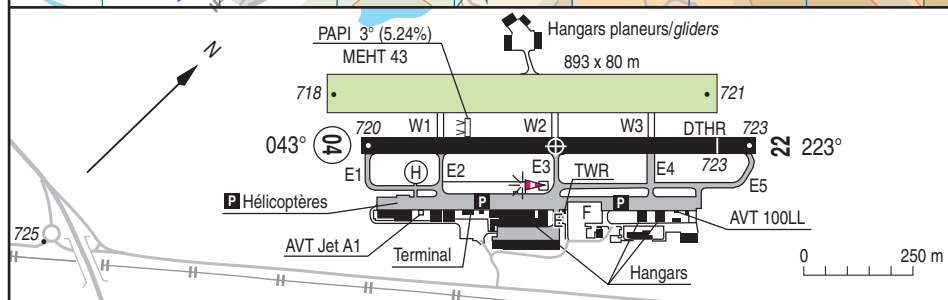 N
PAPI 3° (5.24%)
MEHT 43
Hangars planeurs/gliders
893 x 80 m
718
721
W1
W2
W3
720
DTHR
723
043°
04
22
223°
723
E1
H
E2
E3
E4
E5
TWR
P Hélicoptères
P
P
F
AVT 100LL
725
AVT Jet A1
Terminal
Hangars
0
250 m